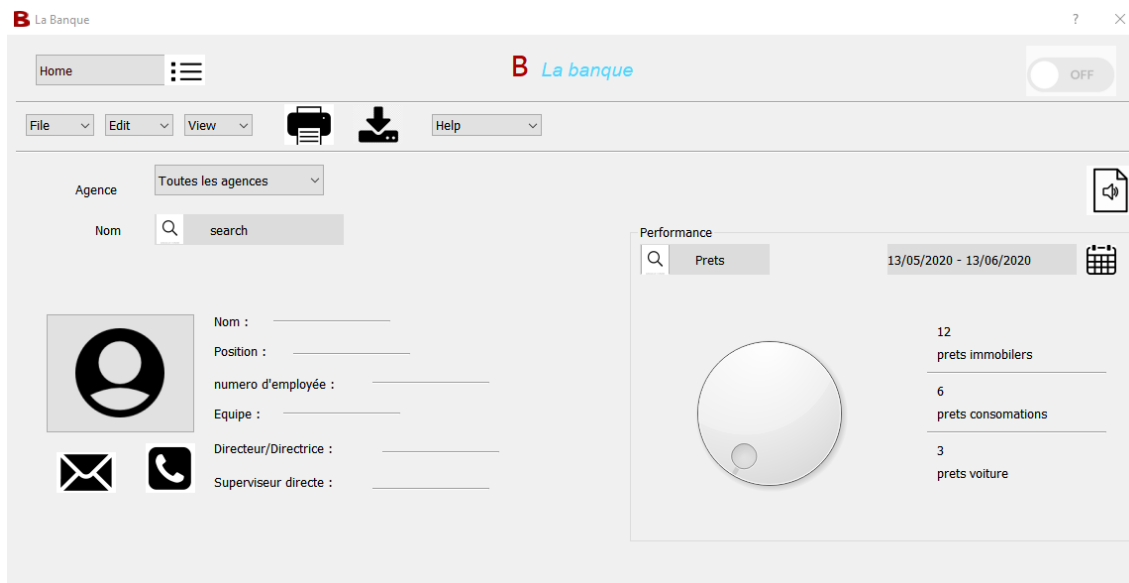 B La Banque
Home
B La banque
OFF
File Edit View Help
Agence Toutes les agences
Nom search
Performance
Prets 13/05/2020 - 13/06/2020
Nom :
Position :
numero d'employée :
Equipe :
Directeur/Directrice :
Superviseur directe :
12
prets immobilers
6
prets consomations
3
prets voiture